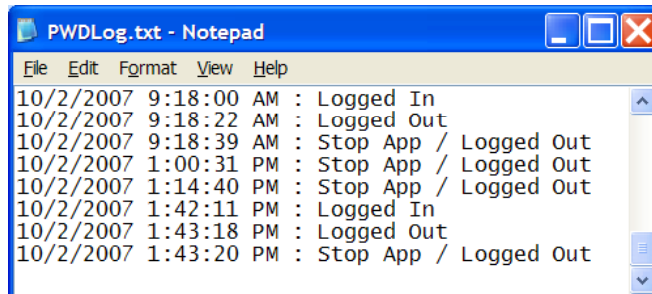 PWDLog.txt - Notepad
File Edit Format View Help
10/2/2007 9:18:00 AM : Logged In
10/2/2007 9:18:22 AM : Logged Out
10/2/2007 9:18:39 AM : Stop App / Logged Out
10/2/2007 1:00:31 PM : Stop App / Logged Out
10/2/2007 1:14:40 PM : Stop App / Logged Out
10/2/2007 1:42:11 PM : Logged In
10/2/2007 1:43:18 PM : Logged Out
10/2/2007 1:43:20 PM : Stop App / Logged Out